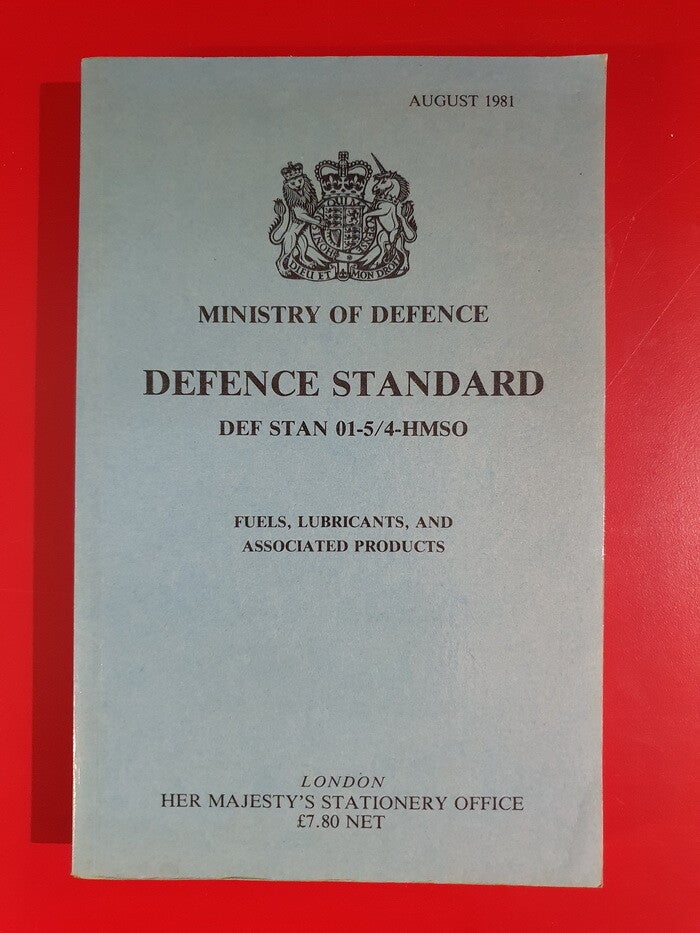 AUGUST 1981
DIEU ET MON DROIT
MINISTRY OF DEFENCE
DEFENCE STANDARD
DEF STAN 01-5/4-HMSO
FUELS, LUBRICANTS, AND
ASSOCIATED PRODUCTS
LONDON
HER MAJESTY'S STATIONERY OFFICE
£7.80 NET